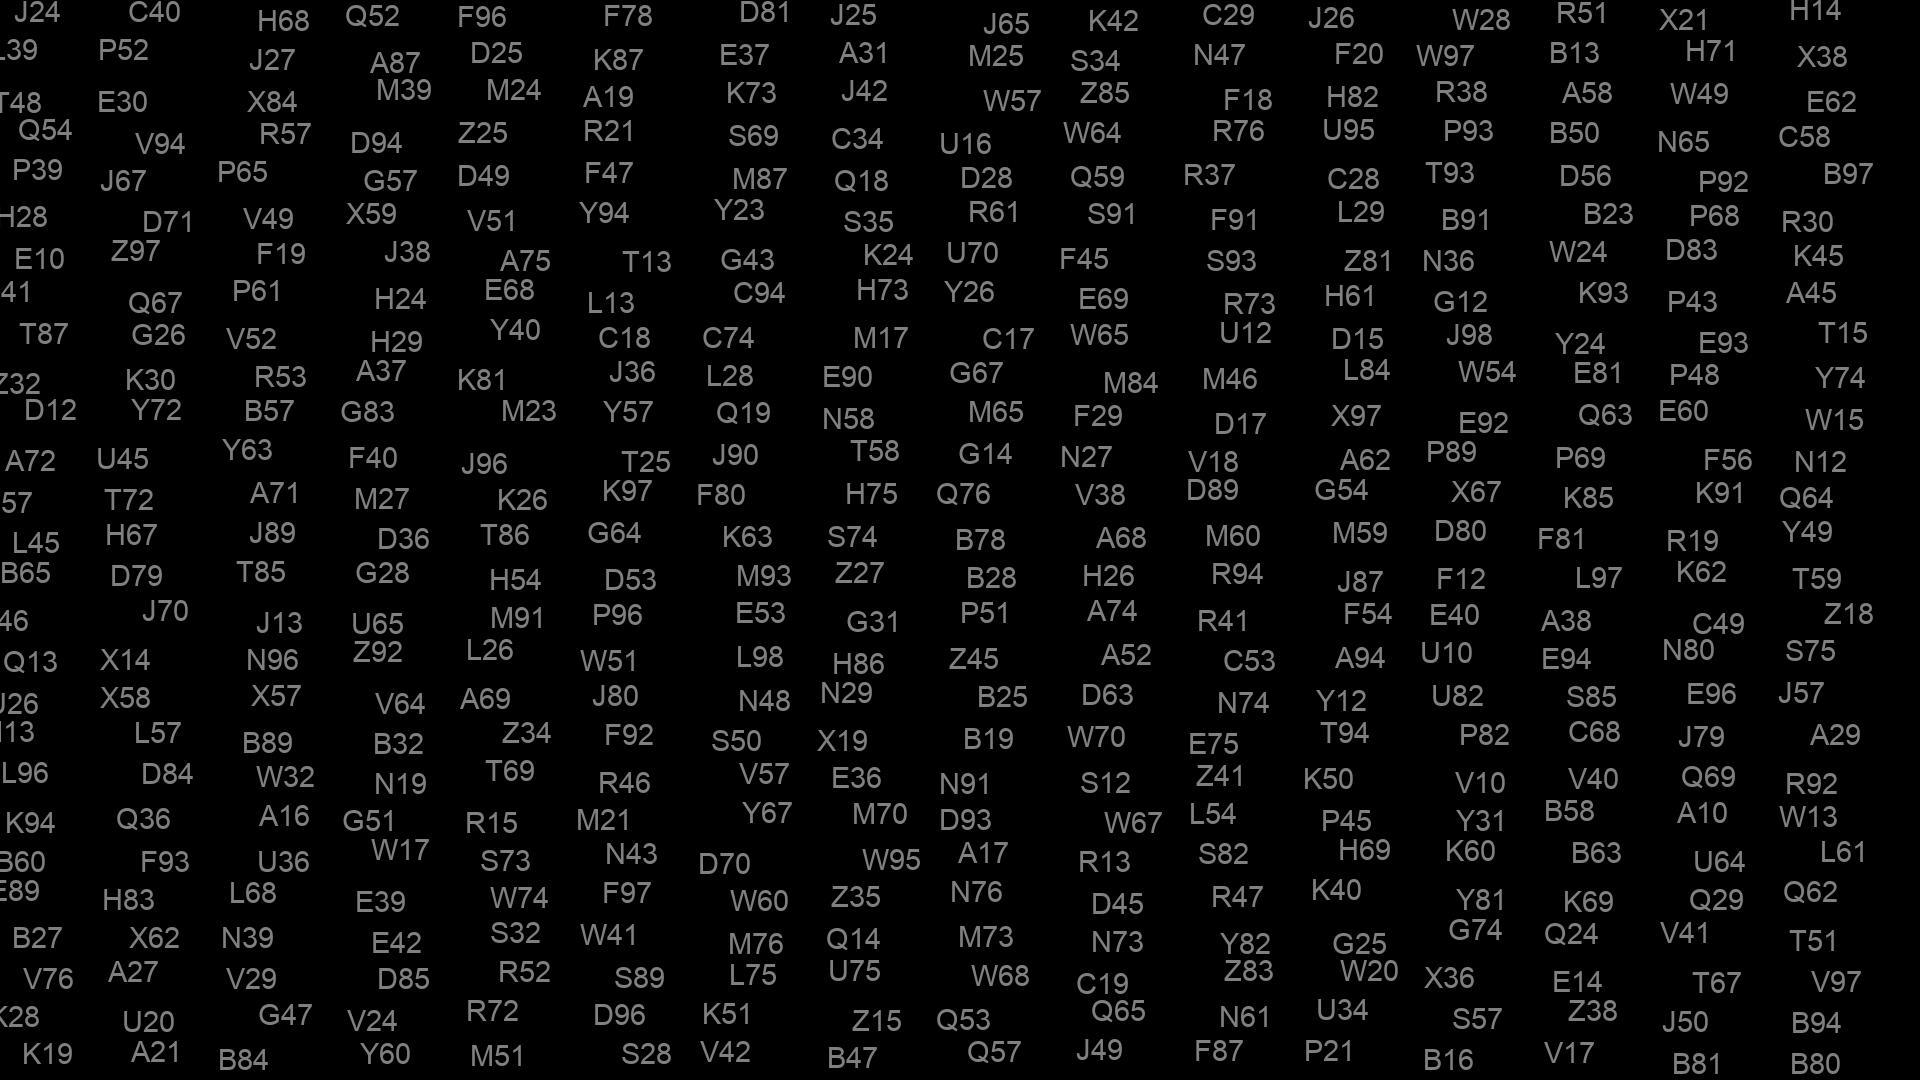 J24 C40 H68 Q52 F96 F78 D81 J25 J65 K42 C29 J26 W28 R51 X21 H14
L39 P52 J27 A87 D25 K87 E37 A31 M25 S34 N47 F20 W97 B13 H71 X38
T48 E30 X84 M39 M24 A19 K73 J42 W57 Z85 F18 H82 R38 A58 W49 E62
Q54 V94 R57 D94 Z25 R21 S69 C34 U16 W64 R76 U95 P93 B50 N65 C58
P39 J67 P65 G57 D49 F47 M87 Q18 D28 Q59 R37 C28 T93 D56 P92 B97
H28 D71 V49 X59 V51 Y94 Y23 S35 R61 S91 F91 L29 B91 B23 P68 R30
E10 Z97 F19 J38 A75 T13 G43 K24 U70 F45 S93 Z81 N36 W24 D83 K45
41 Q67 P61 H24 E68 L13 C94 H73 Y26 E69 R73 H61 G12 K93 P43 A45
T87 G26 V52 H29 Y40 C18 C74 M17 C17 W65 U12 D15 J98 Y24 E93 T15
Z32 K30 R53 A37 K81 J36 L28 E90 G67 M84 M46 L84 W54 E81 P48 Y74
D12 Y72 B57 G83 M23 Y57 Q19 N58 M65 F29 D17 X97 E92 Q63 E60 W15
A72 U45 Y63 F40 J96 T25 J90 T58 G14 N27 V18 A62 P89 P69 F56 N12
57 T72 A71 M27 K26 K97 F80 H75 Q76 V38 D89 G54 X67 K85 K91 Q64
L45 H67 J89 D36 T86 G64 K63 S74 B78 A68 M60 M59 D80 F81 R19 Y49
B65 D79 T85 G28 H54 D53 M93 Z27 B28 H26 R94 J87 F12 L97 K62 T59
46 J70 J13 U65 M91 P96 E53 G31 P51 A74 R41 F54 E40 A38 C49 Z18
Q13 X14 N96 Z92 L26 W51 L98 H86 Z45 A52 C53 A94 U10 E94 N80 S75
J26 X58 X57 V64 A69 J80 N48 N29 B25 D63 N74 Y12 U82 S85 E96 J57
13 L57 B89 B32 Z34 F92 S50 X19 B19 W70 E75 T94 P82 C68 J79 A29
L96 D84 W32 N19 T69 R46 V57 E36 N91 S12 Z41 K50 V10 V40 Q69 R92
K94 Q36 A16 G51 R15 M21 Y67 M70 D93 W67 L54 P45 Y31 B58 A10 W13
B60 F93 U36 W17 S73 N43 D70 W95 A17 R13 S82 H69 K60 B63 U64 L61
E89 H83 L68 E39 W74 F97 W60 Z35 N76 D45 R47 K40 Y81 K69 Q29 Q62
B27 X62 N39 E42 S32 W41 M76 Q14 M73 N73 Y82 G25 G74 Q24 V41 T51
V76 A27 V29 D85 R52 S89 L75 U75 W68 C19 Z83 W20 X36 E14 T67 V97
K28 U20 G47 V24 R72 D96 K51 Z15 Q53 Q65 N61 U34 S57 Z38 J50 B94
K19 A21 B84 Y60 M51 S28 V42 B47 Q57 J49 F87 P21 B16 V17 B81 B80